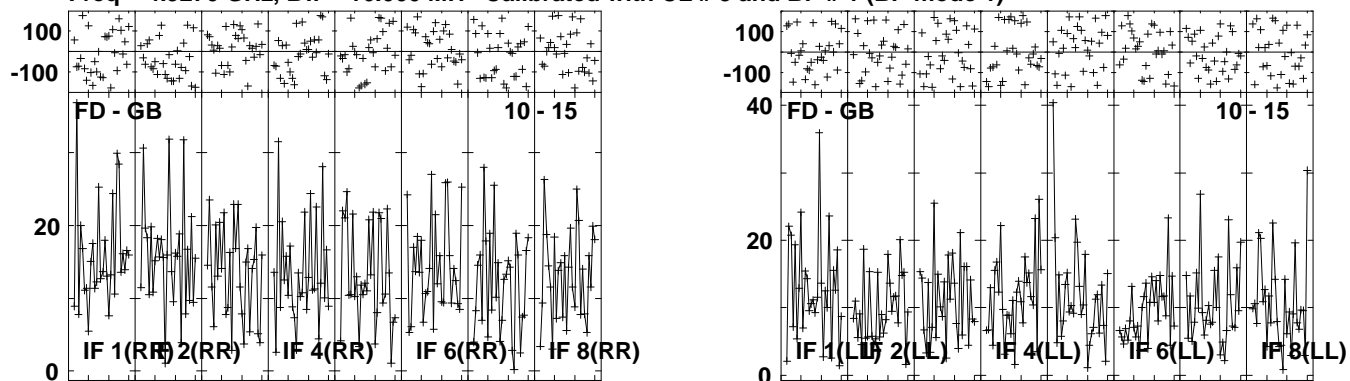 100
-100
FD - GB
10 - 15
20
0
IF 1(RR)
IF 2(RR)
IF 4(RR)
IF 6(RR)
IF 8(RR)
100
-100
40
FD - GB
10 - 15
20
0
IF 1(LL)
IF 2(LL)
IF 4(LL)
IF 6(LL)
IF 8(LL)